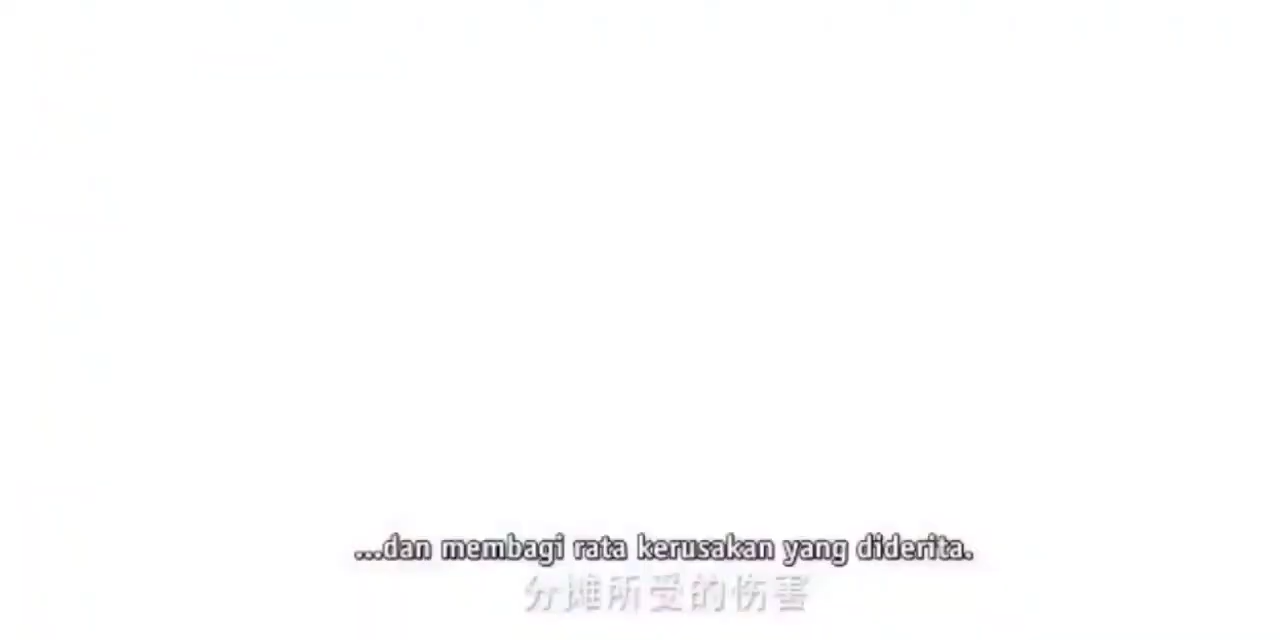 ...dan membagi rata kerusakan yang diderita.
分摊所受的伤害